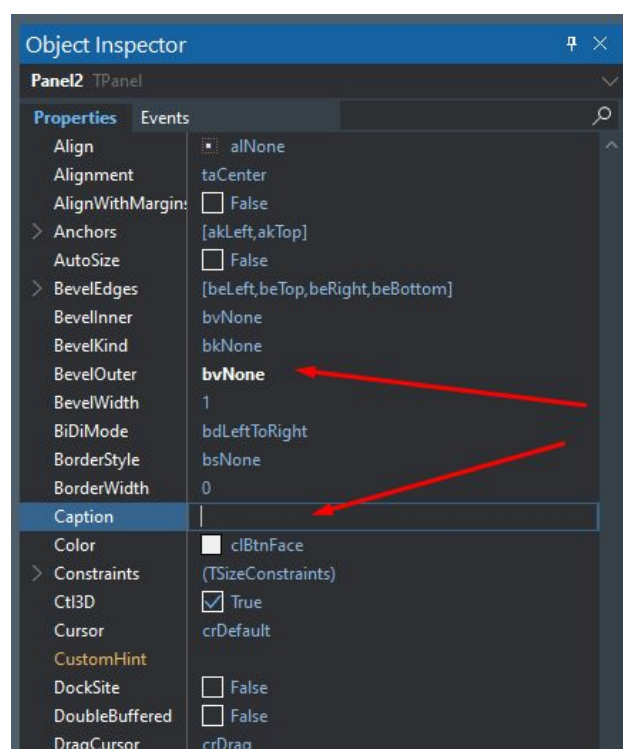 Object Inspector
Panel2 TPanel
Properties Events
Align alNone
Alignment taCenter
AlignWithMargins False
Anchors [akLeft,akTop]
AutoSize False
BevelEdges [beLeft,beTop,beRight,beBottom]
BevelInner bvNone
BevelKind bkNone
BevelOuter bvNone
BevelWidth 1
BiDiMode bdLeftToRight
BorderStyle bsNone
BorderWidth 0
Caption
Color clBtnFace
Constraints (TSizeConstraints)
Ctl3D True
Cursor crDefault
CustomHint
DockSite False
DoubleBuffered False
DragCursor crDrag